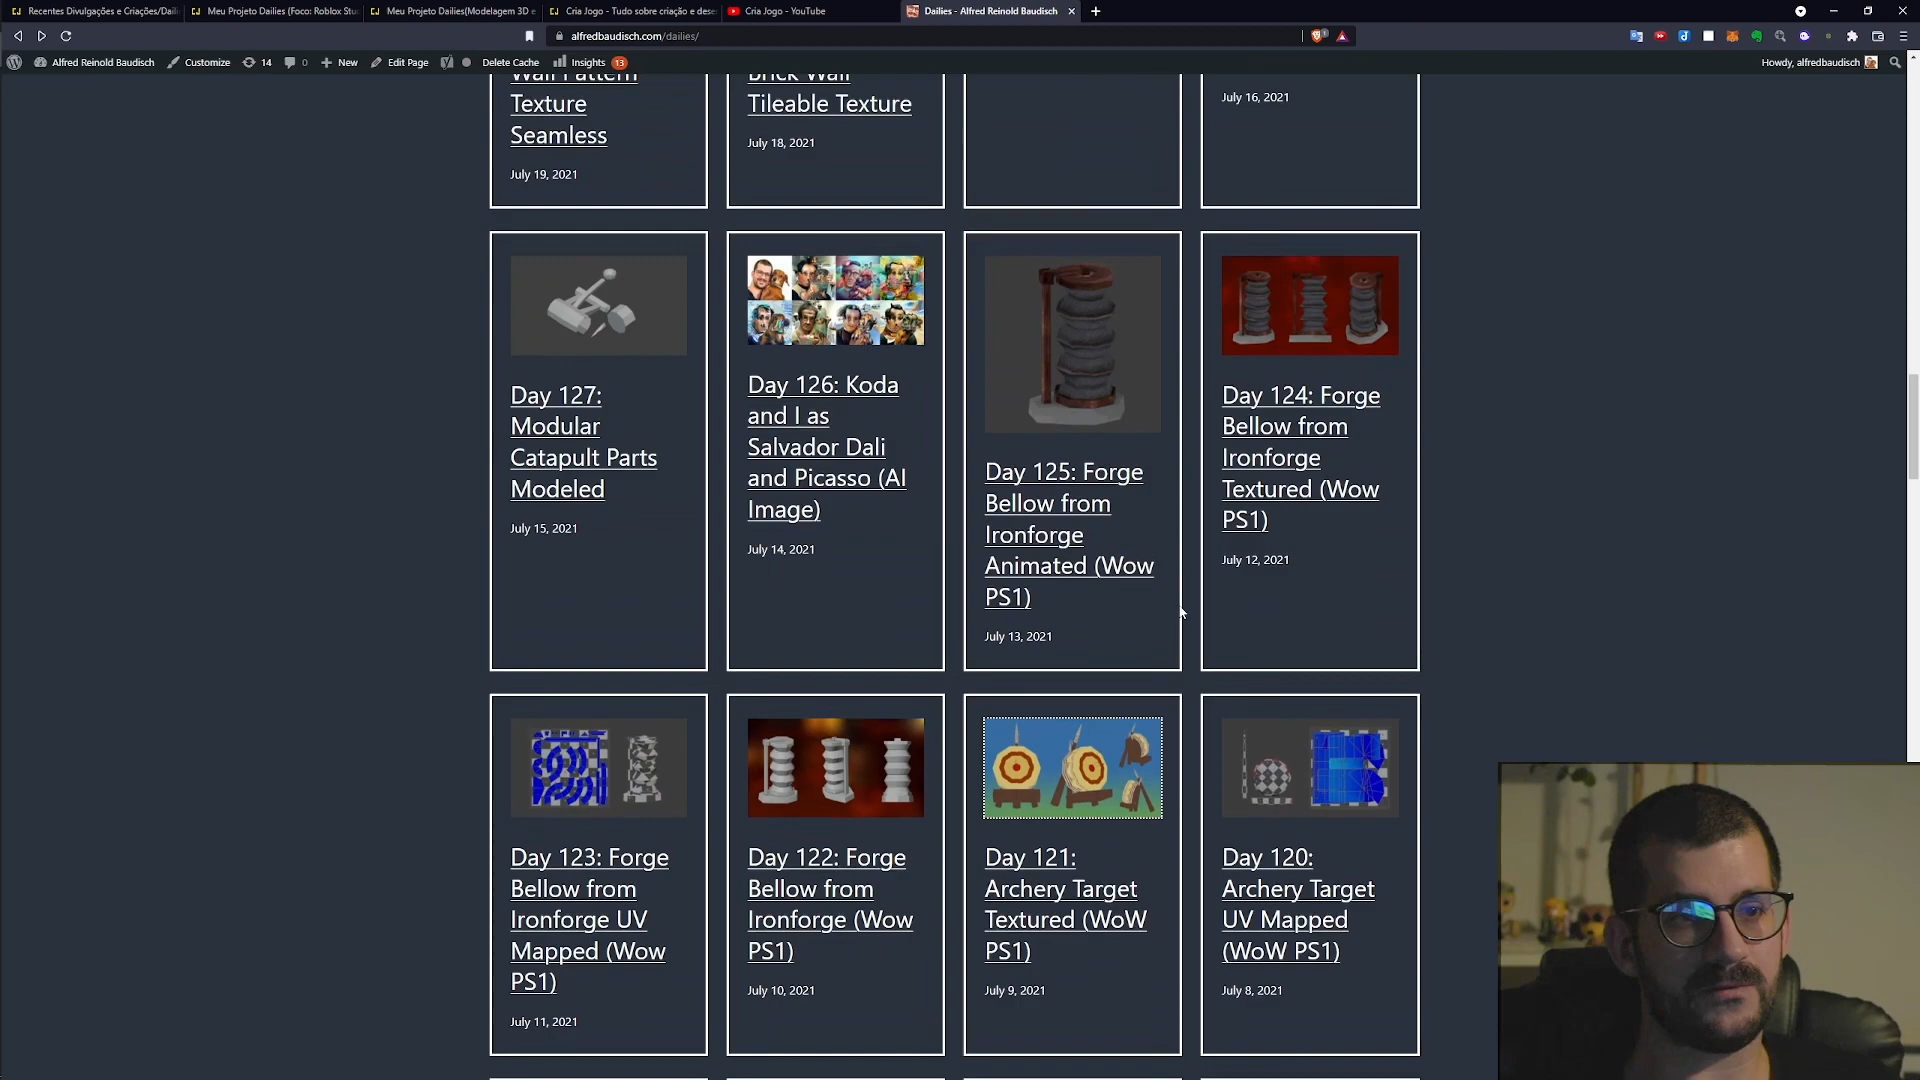 Recentes Divulgações e Criações/Dail
Meu Projeto Dailies (Foco: Roblox Stu
Meu Projeto Dailies(Modelagem 3D e
Cria Jogo - Tudo sobre criação e dese
Cria Jogo - YouTube
Dailies - Alfred Reinold Baudisch
alfredbaudisch.com/dailies/
Alfred Reinold Baudisch
Customize
14
0
New
Edit Page
Delete Cache
Insights
13
Howdy, alfredbaudisch
Wall Pattern
Texture
Seamless
July 19, 2021
Brick Wall
Tileable Texture
July 18, 2021
July 16, 2021
Day 127:
Modular
Catapult Parts
Modeled
July 15, 2021
Day 126: Koda
and I as
Salvador Dali
and Picasso (AI
Image)
July 14, 2021
Day 125: Forge
Bellow from
Ironforge
Animated (Wow
PS1)
July 13, 2021
Day 124: Forge
Bellow from
Ironforge
Textured (Wow
PS1)
July 12, 2021
Day 123: Forge
Bellow from
Ironforge UV
Mapped (Wow
PS1)
July 11, 2021
Day 122: Forge
Bellow from
Ironforge (Wow
PS1)
July 10, 2021
Day 121:
Archery Target
Textured (WoW
PS1)
July 9, 2021
Day 120:
Archery Target
UV Mapped
(WoW PS1)
July 8, 2021